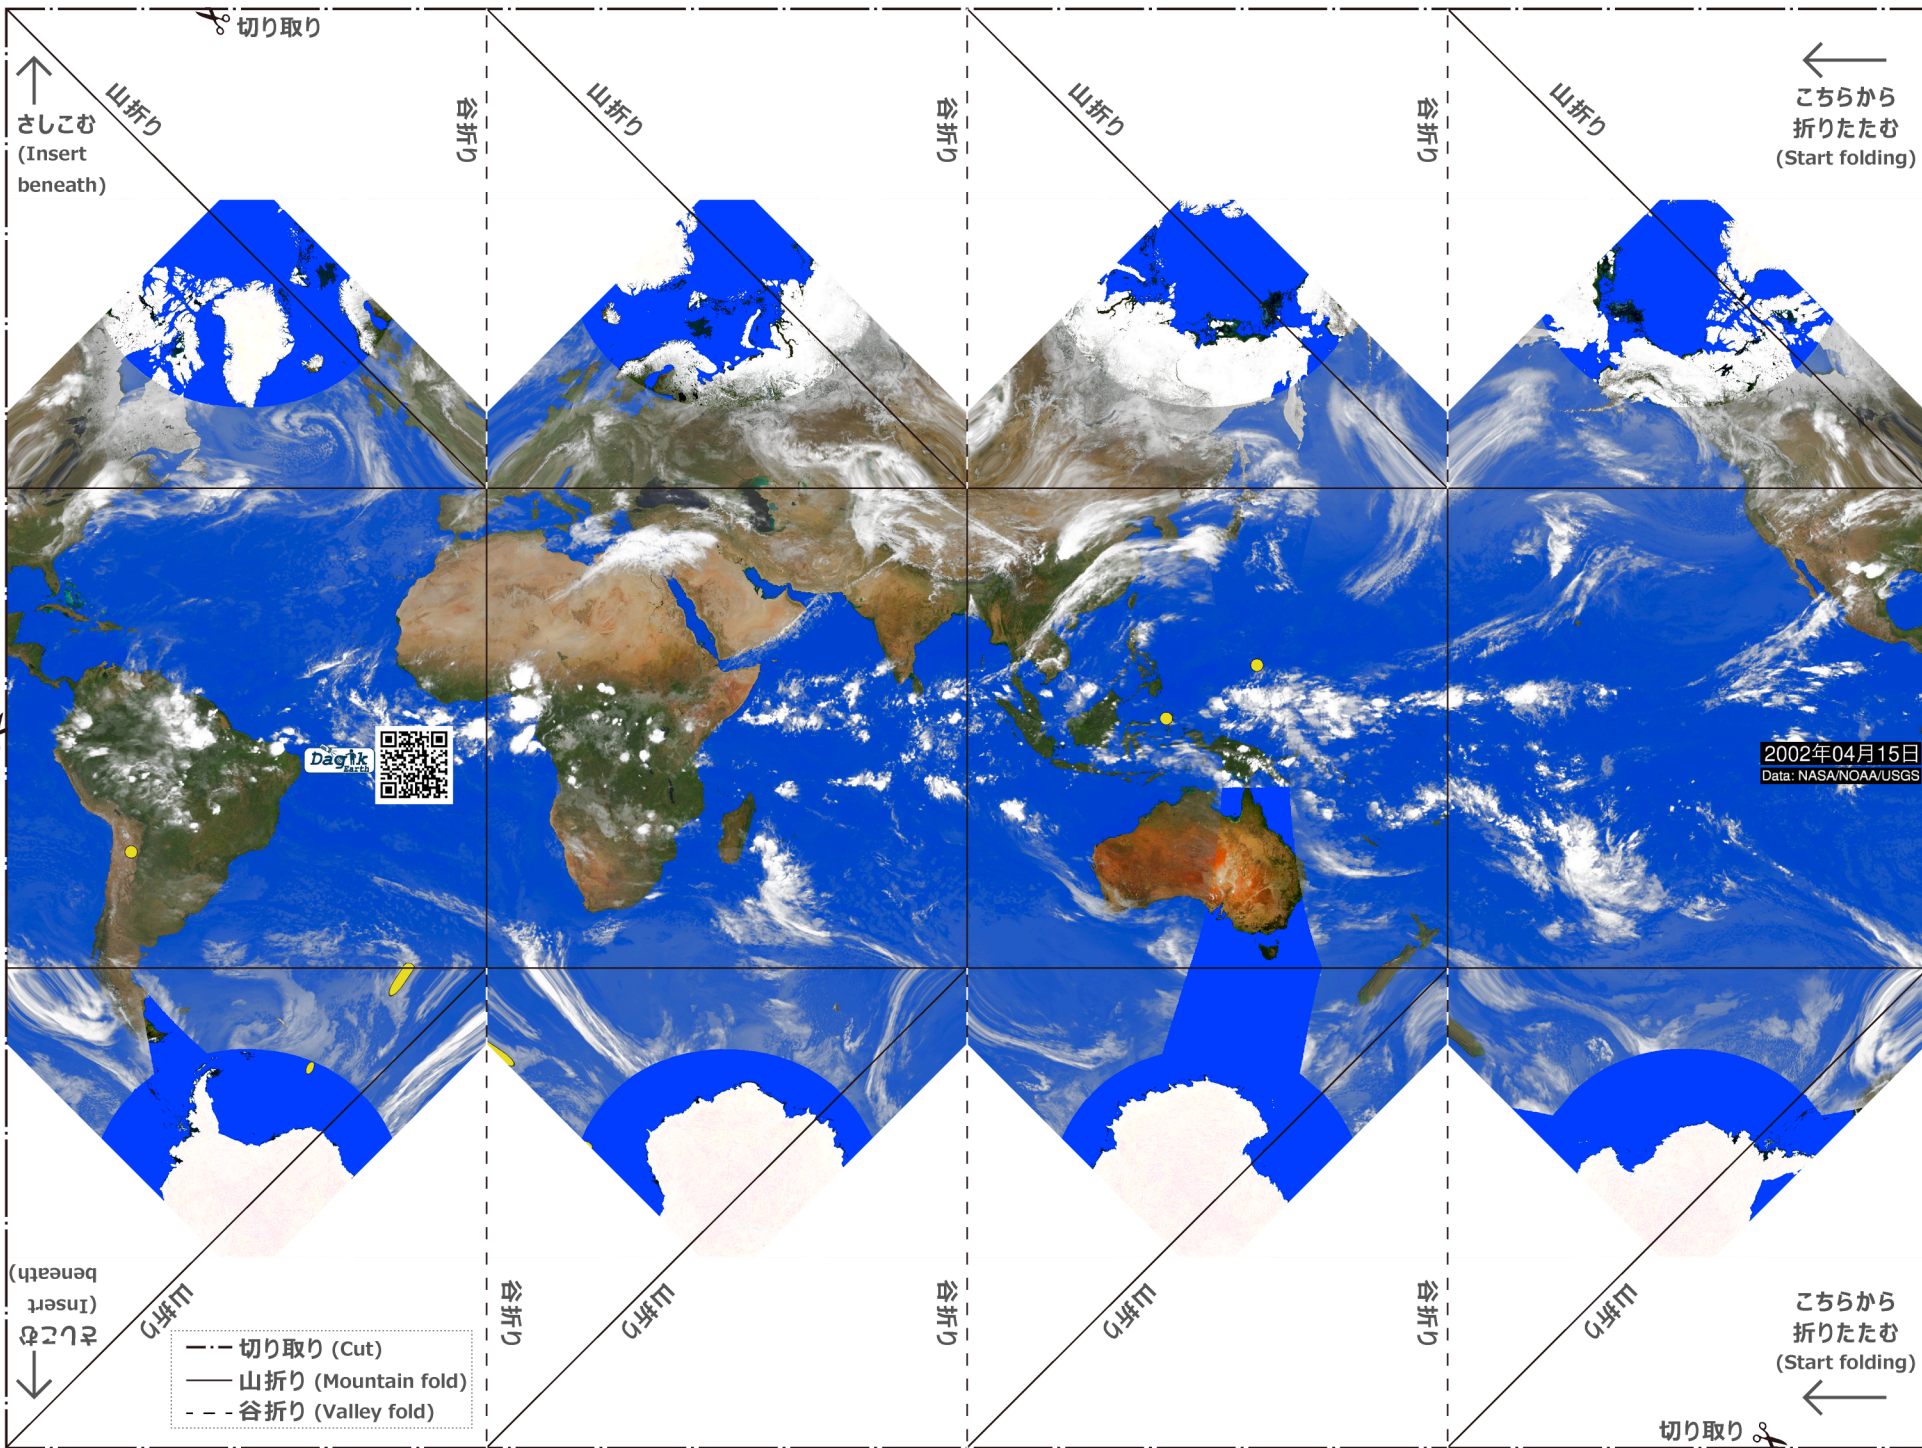 切り取り
さしこむ
(Insert
beneath)
山折り
谷折り
山折り
谷折り
山折り
谷折り
山折り
こちらから
折りたたむ
(Start folding)
Dagik
Earth
2002年04月15日
Data: NASA/NOAA/USGS
さしこむ
(Insert
beneath)
山折り
谷折り
山折り
谷折り
山折り
谷折り
山折り
こちらから
折りたたむ
(Start folding)
切り取り (Cut)
山折り (Mountain fold)
谷折り (Valley fold)
切り取り